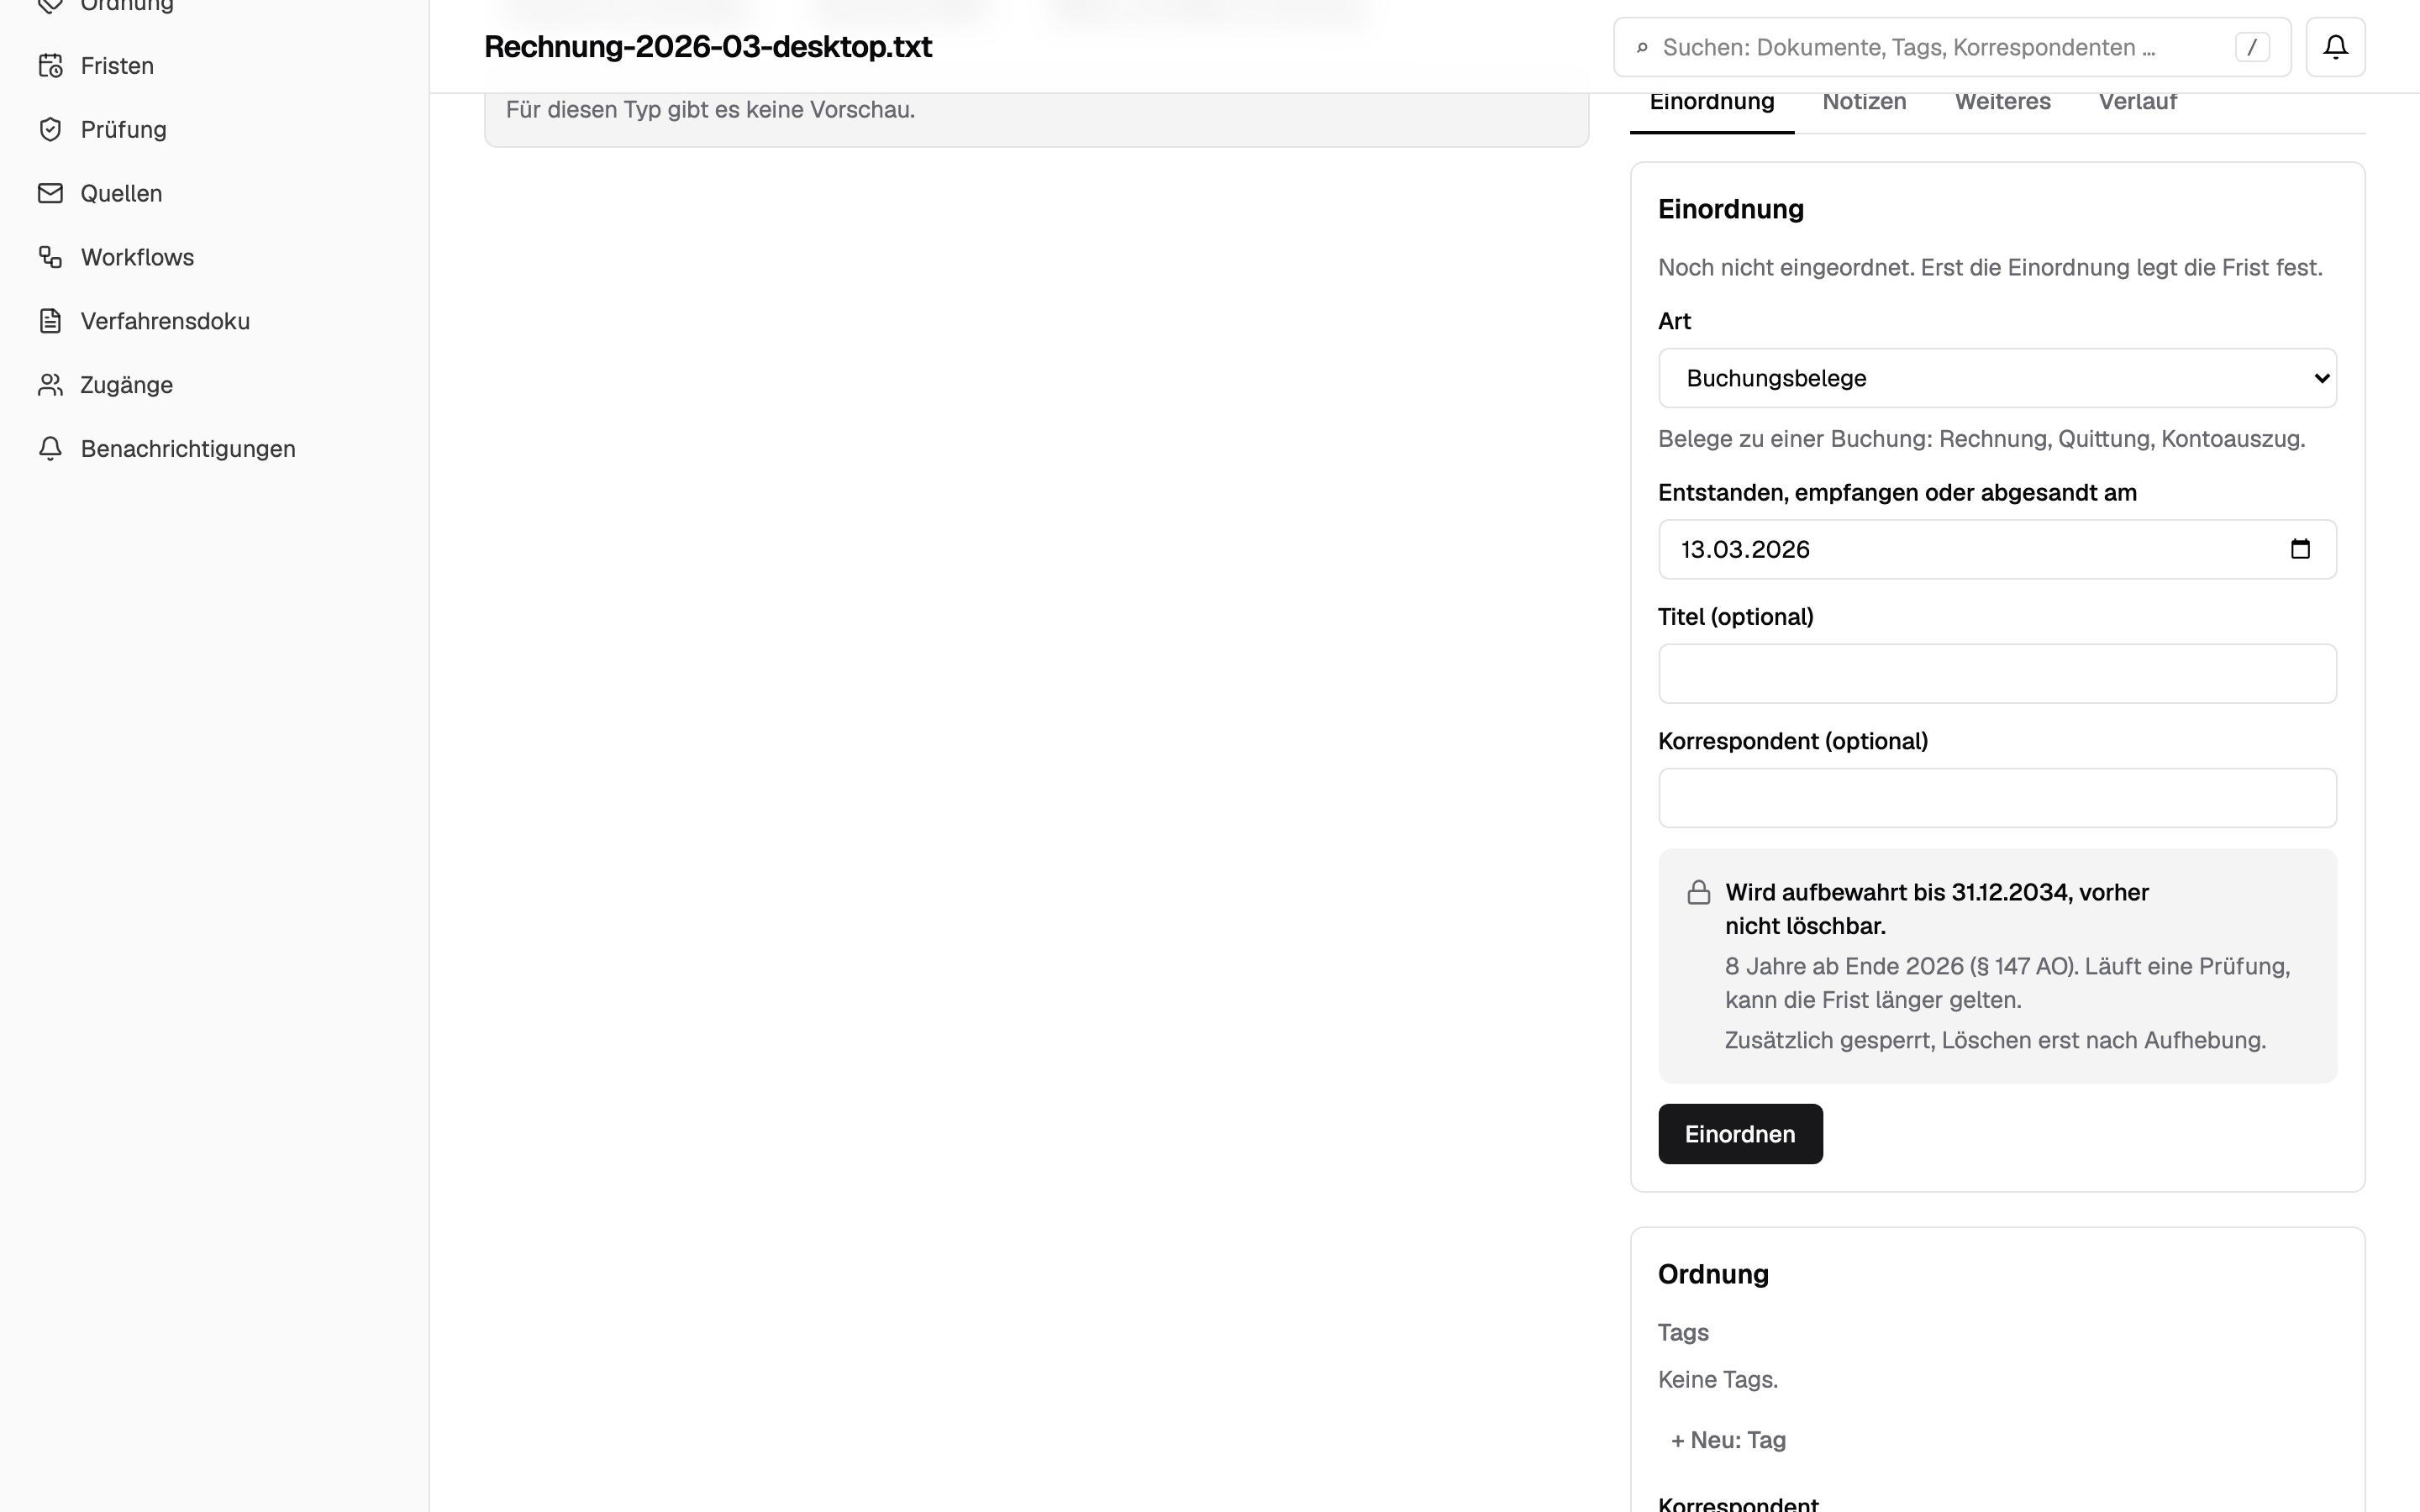 Ordnung
Fristen
Prüfung
Quellen
Workflows
Verfahrensdoku
Zugänge
Benachrichtigungen
Rechnung-2026-03-desktop.txt
Suchen: Dokumente, Tags, Korrespondenten …
/
Für diesen Typ gibt es keine Vorschau.
Einordnung Notizen Weiteres Verlauf
Einordnung
Noch nicht eingeordnet. Erst die Einordnung legt die Frist fest.
Art
Buchungsbelege
Belege zu einer Buchung: Rechnung, Quittung, Kontoauszug.
Entstanden, empfangen oder abgesandt am
13.03.2026
Titel (optional)
Korrespondent (optional)
Wird aufbewahrt bis 31.12.2034, vorher
nicht löschbar.
8 Jahre ab Ende 2026 (§ 147 AO). Läuft eine Prüfung,
kann die Frist länger gelten.
Zusätzlich gesperrt, Löschen erst nach Aufhebung.
Einordnen
Ordnung
Tags
Keine Tags.
+ Neu: Tag
Korrespondent